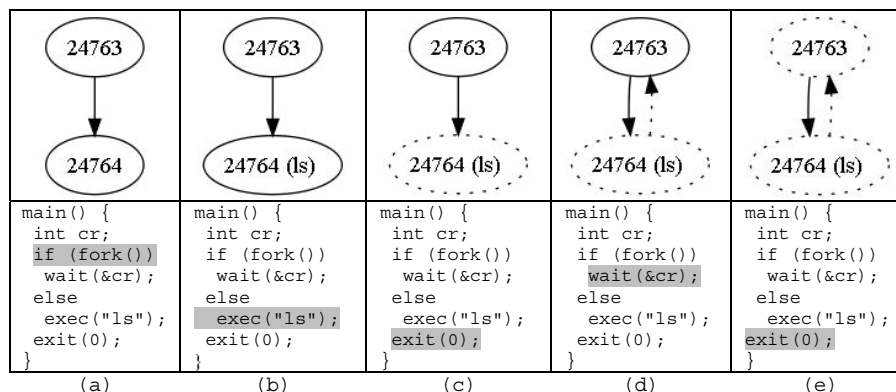 24763
24764
24763
24764 (ls)
24763
24764 (ls)
24763
24764 (ls)
24763
24764 (ls)
main() {
int cr;
if (fork())
wait(&cr);
else
exec("ls");
exit(0);
}
main() {
int cr;
if (fork())
wait(&cr);
else
exec("ls");
exit(0);
}
main() {
int cr;
if (fork())
wait(&cr);
else
exec("ls");
exit(0);
}
main() {
int cr;
if (fork())
wait(&cr);
else
exec("ls");
exit(0);
}
main() {
int cr;
if (fork())
wait(&cr);
else
exec("ls");
exit(0);
}
(a)
(b)
(c)
(d)
(e)